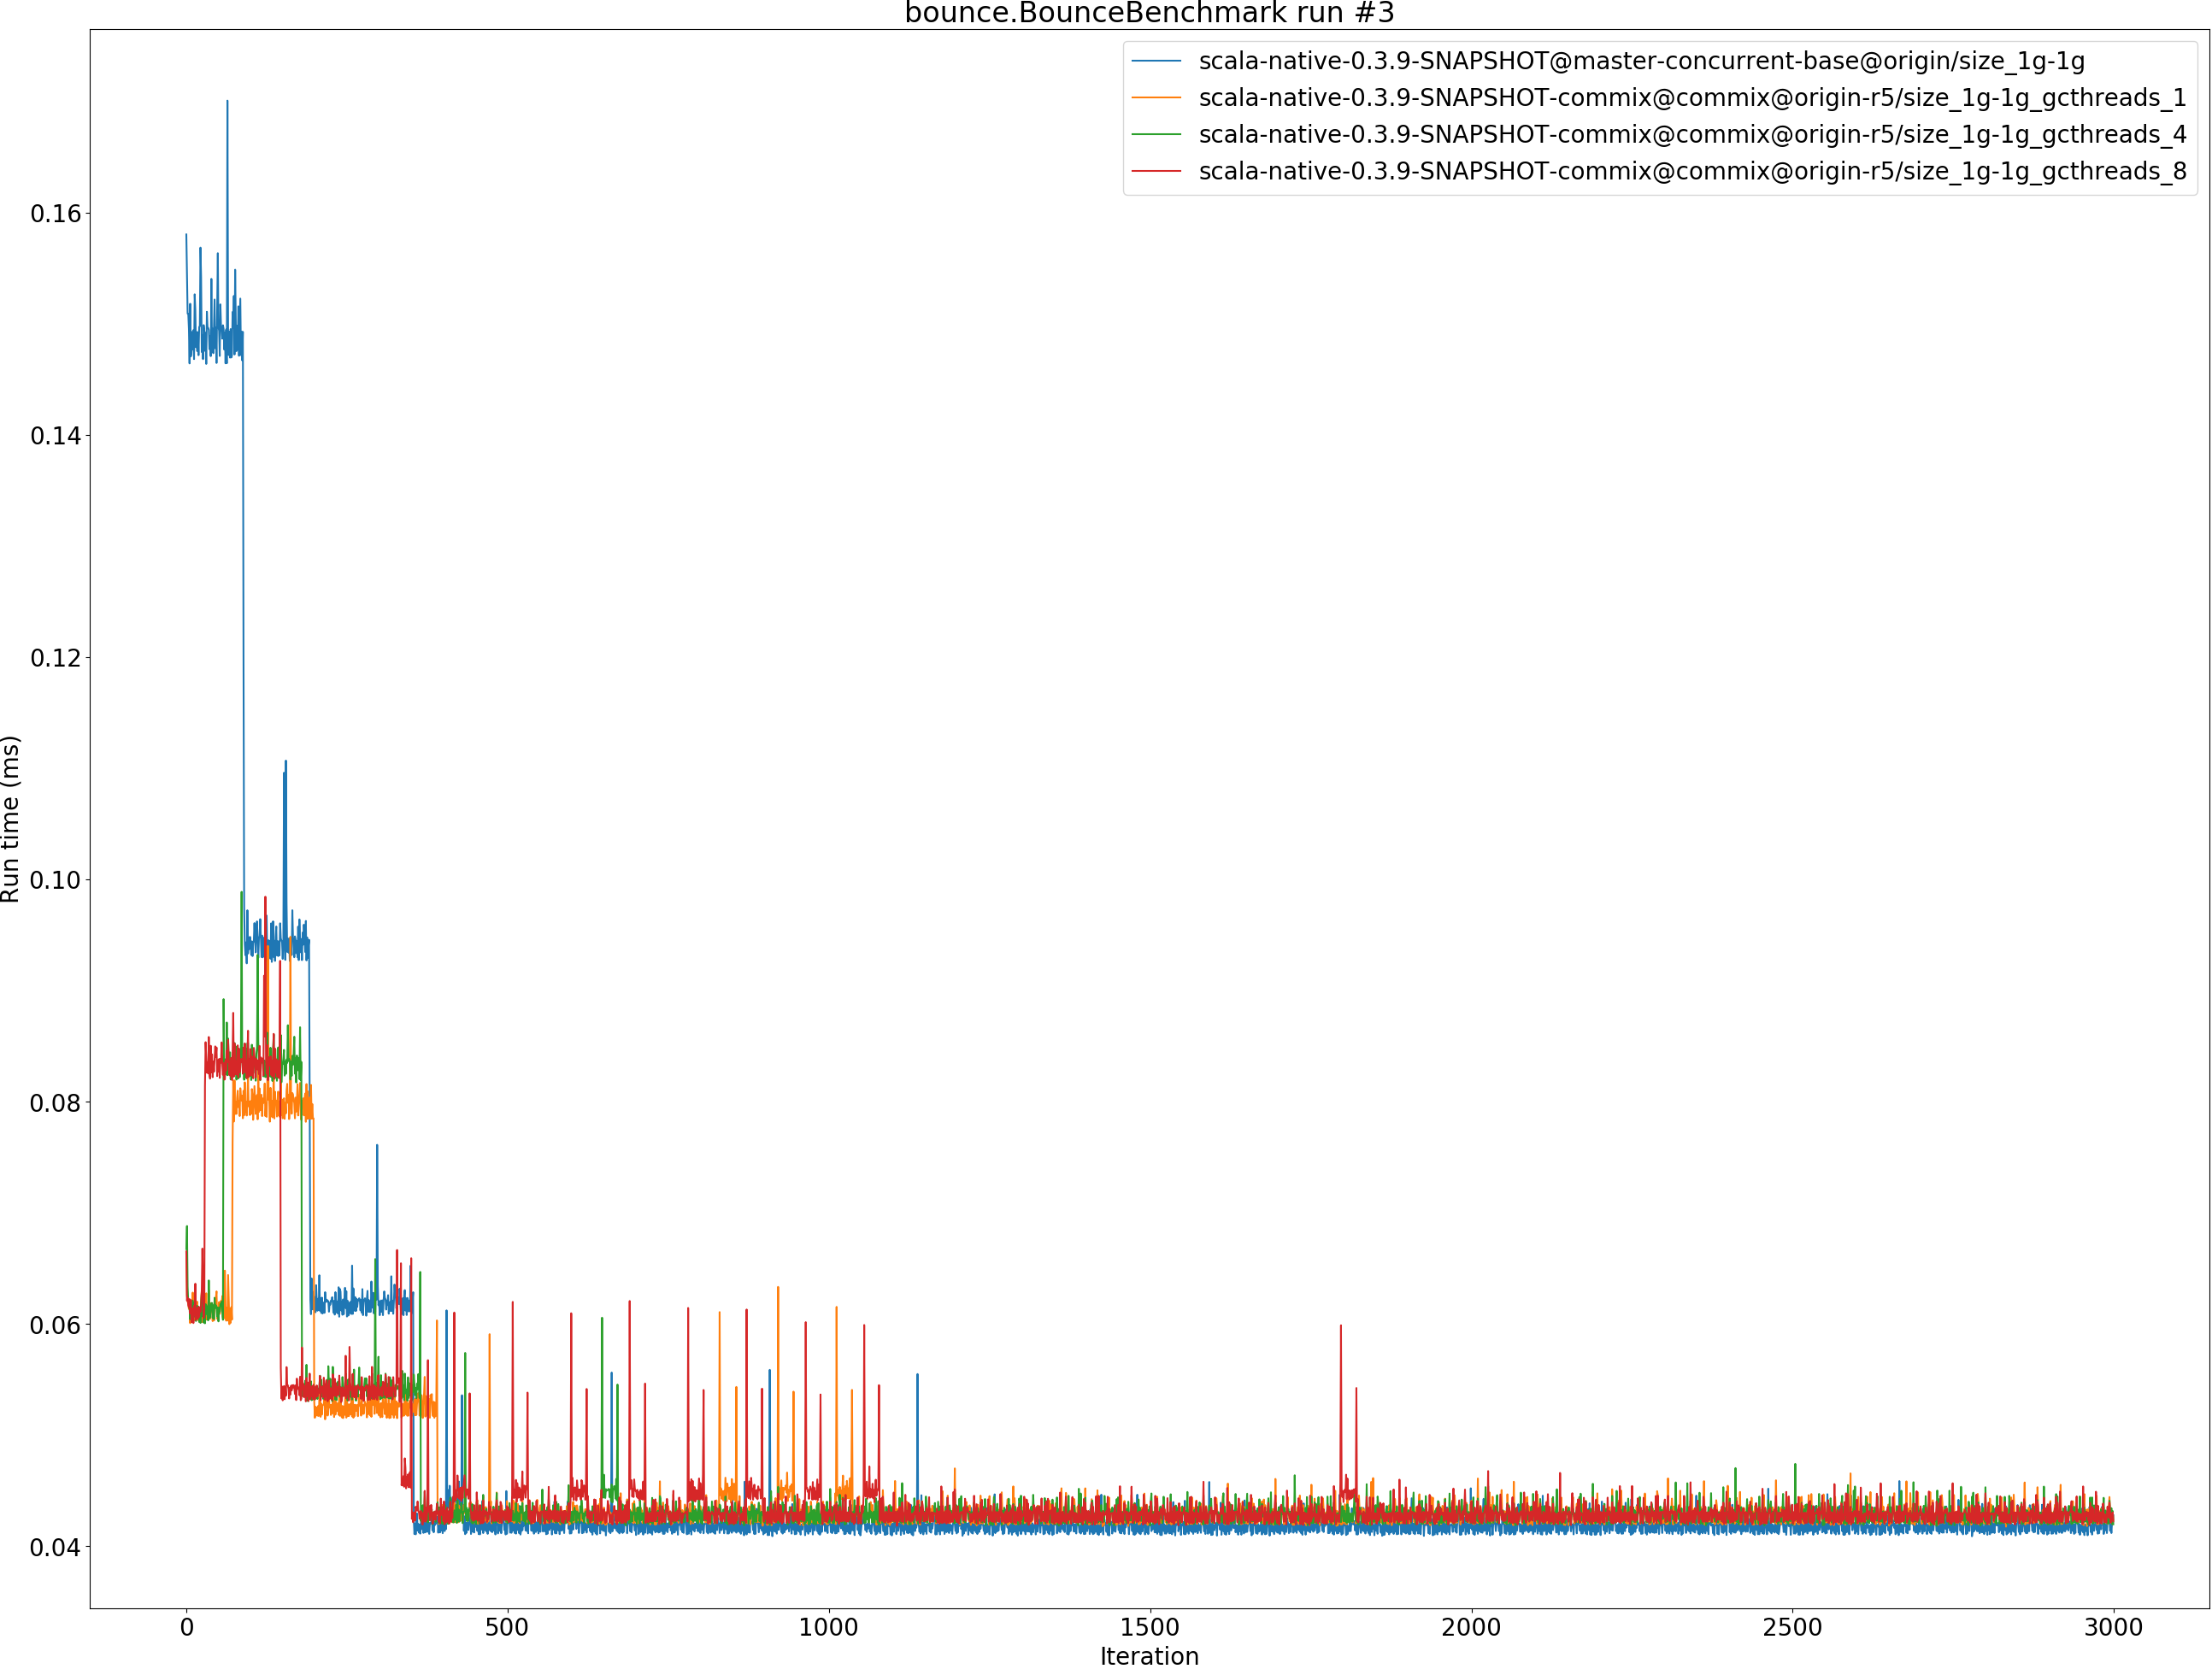 bounce.BounceBenchmark run #3
scala-native-0.3.9-SNAPSHOT@master-concurrent-base@origin/size_1g-1g
scala-native-0.3.9-SNAPSHOT-commix@commix@origin-r5/size_1g-1g_gcthreads_1
scala-native-0.3.9-SNAPSHOT-commix@commix@origin-r5/size_1g-1g_gcthreads_4
scala-native-0.3.9-SNAPSHOT-commix@commix@origin-r5/size_1g-1g_gcthreads_8
Run time (ms)
0.16
0.14
0.12
0.10
0.08
0.06
0.04
0 500 1000 1500 2000 2500 3000
Iteration